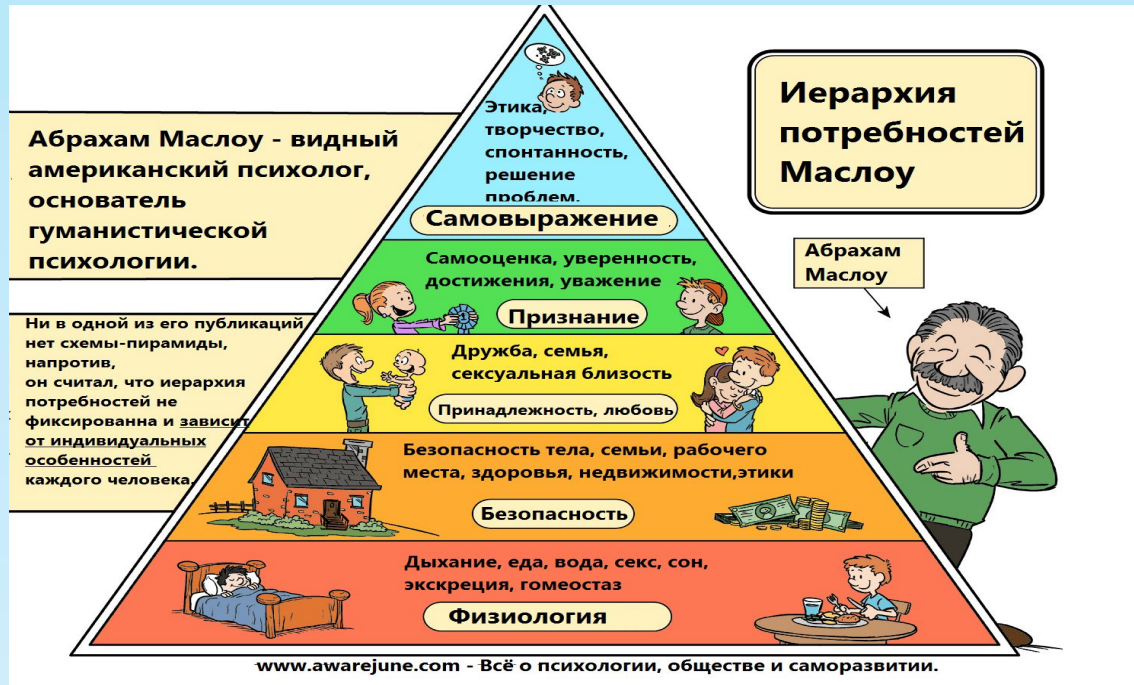 Иерархия
потребностей
Маслоу
Абрахам Маслоу - видный
американский психолог,
основатель
гуманистической
психологии.
Ни в одной из его публикаций
нет схемы-пирамиды,
напротив,
он считал, что иерархия
потребностей не
фиксированна и зависит
от индивидуальных
особенностей
каждого человека,
Этика,
творчество,
спонтанность,
решение
проблем.
Самовыражение
Самооценка, уверенность,
достижения, уважение
1
Признание
Дружба, семья,
сексуальная близость
Принадлежность, любовь
Безопасность тела, семьи, рабочего
места, здоровья, недвижимости,этики
Безопасность
Дыхание, еда, вода, секс, сон,
экскреция, гомеостаз
Физиология
Абрахам
Маслоу
www.awarejune.com - Всё о психологии, обществе и саморазвитии.